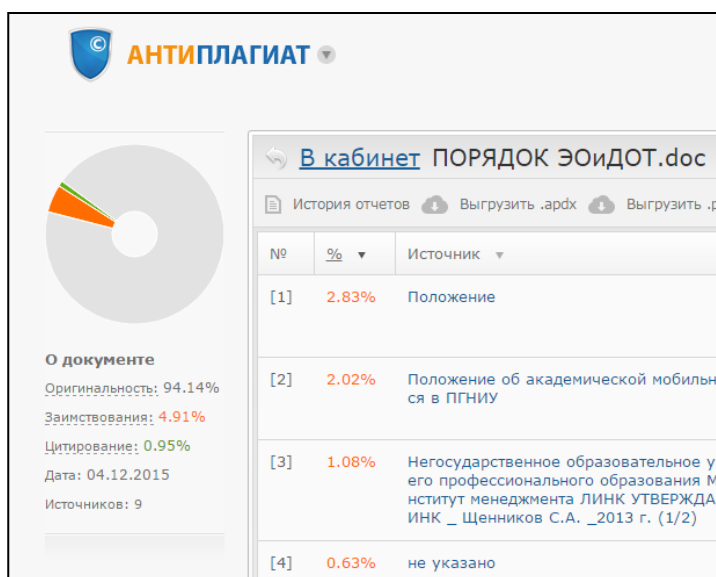 АНТИПЛАГИАТ
В кабинет ПОРЯДОК ЭОиДОТ.doc
История отчетов Выгрузить .apdx Выгрузить
№ % Источник
[1] 2.83% Положение
[2] 2.02% Положение об академической
ся в ПГНИУ
[3] 1.08% Негосударственное образовательное
его профессионального образования
нститут менеджмента ЛИНК
ИНК _ Щенников С.А. _2013 г. (1/2)
[4] 0.63% не указано
О документе
Оригинальность: 94.14%
Заимствования: 4.91%
Цитирование: 0.95%
Дата: 04.12.2015
Источников: 9